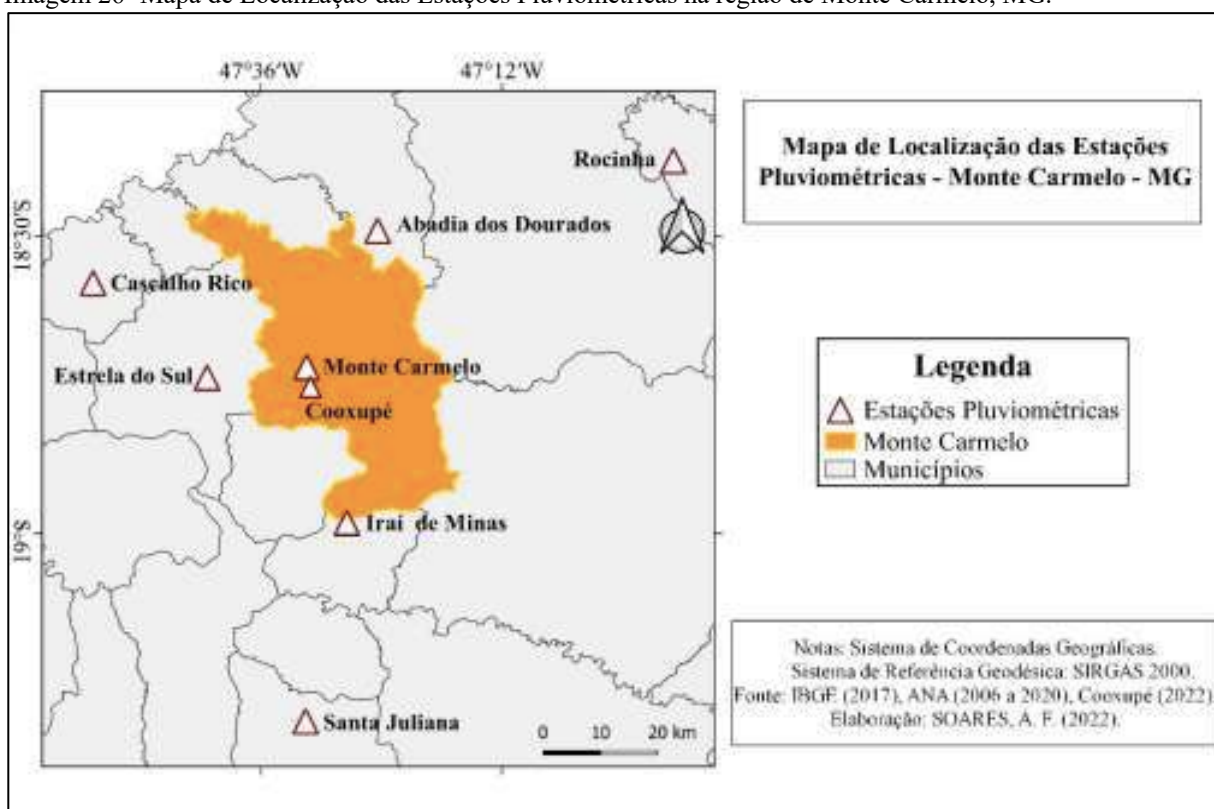 Imagem 20- Mapa de Localização das Estações Pluviométricas na região de Monte Carmelo, MG.
47°36'W
47°12'W
Rocinha
Abadia dos Dourados
18°30'S
Cascalho Rico
Monte Carmelo
Estrela do Sul
Cooxupé
Iraí de Minas
19°S
Santa Juliana
0 10 20 km
Mapa de Localização das Estações
Pluviométricas - Monte Carmelo - MG
Legenda
Estações Pluviométricas
Monte Carmelo
Municípios
Notas: Sistema de Coordenadas Geográficas.
Sistema de Referência Geodésica: SIRGAS 2000.
Fonte: IBGE (2017), ANA (2006 a 2020), Cooxupé (2022)
Elaboração: SOARES, A. F. (2022).